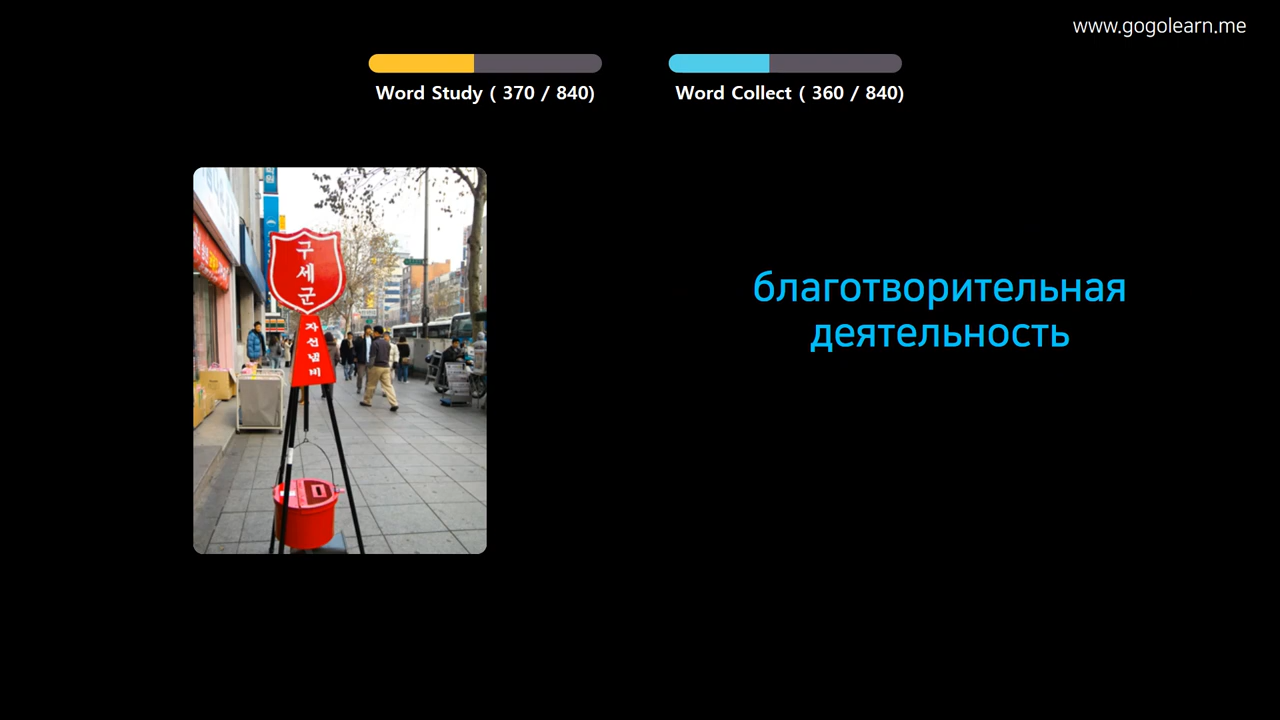 www.gogolearn.me
Word Study ( 370 / 840)
Word Collect ( 360 / 840)
구세군
자선냄비
благотворительная
деятельность